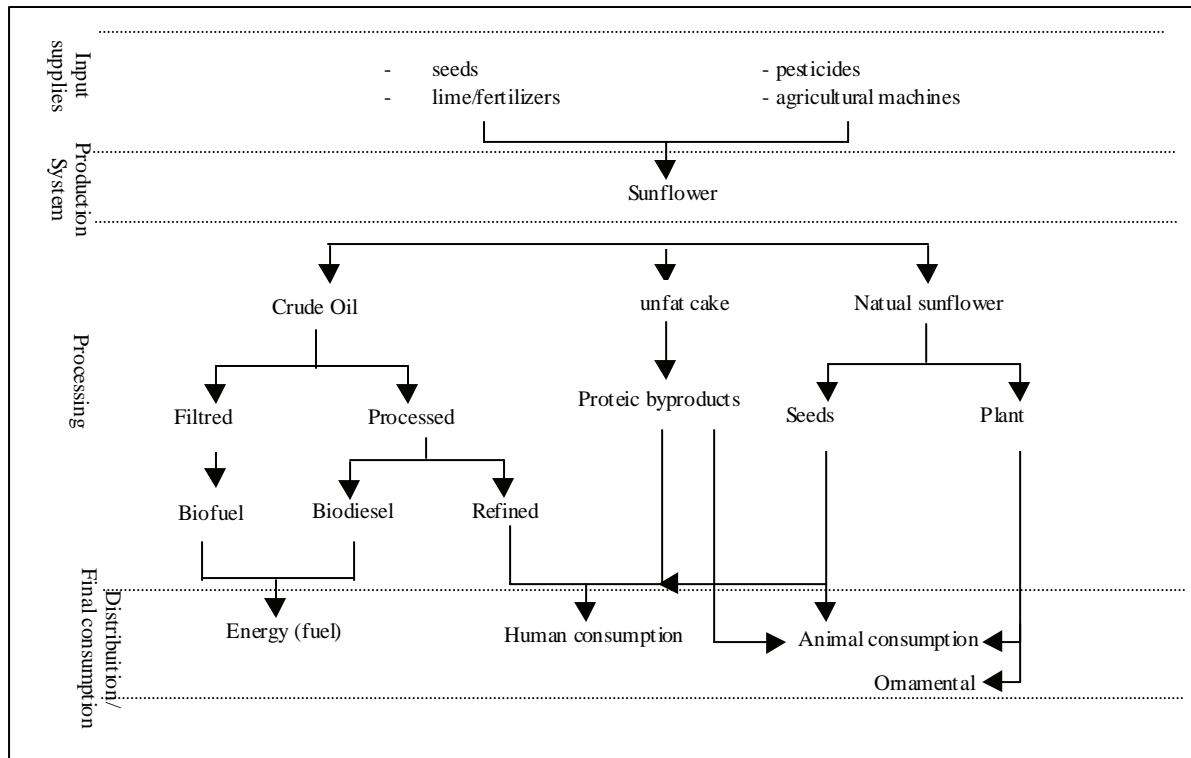 Input
supplies
- seeds - pesticides
- lime/fertilizers - agricultural machines
Production
System
Sunflower
Processing
Crude Oil unfat cake Natual sunflower
Filtred Processed Proteic byproducts Seeds Plant
Biofuel Biodiesel Refined
Distribuition/
Final consumption
Energy (fuel) Human consumption Animal consumption
Ornamental